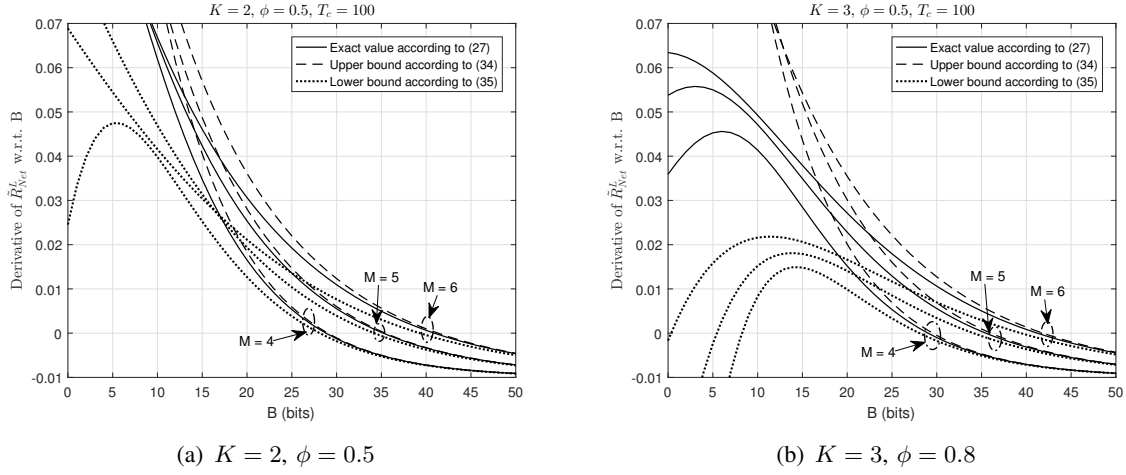 K = 2, ϕ = 0.5, T_c = 100
Derivative of R̃^L_Net w.r.t. B
0.07
0.06
0.05
0.04
0.03
0.02
0.01
0
-0.01
Exact value according to (27)
Upper bound according to (34)
Lower bound according to (35)
M = 5
M = 6
M = 4
0 5 10 15 20 25 30 35 40 45 50
B (bits)
(a) K = 2, ϕ = 0.5
K = 3, ϕ = 0.5, T_c = 100
Derivative of R̃^L_Net w.r.t. B
0.07
0.06
0.05
0.04
0.03
0.02
0.01
0
-0.01
Exact value according to (27)
Upper bound according to (34)
Lower bound according to (35)
M = 5
M = 6
M = 4
0 5 10 15 20 25 30 35 40 45 50
B (bits)
(b) K = 3, ϕ = 0.8